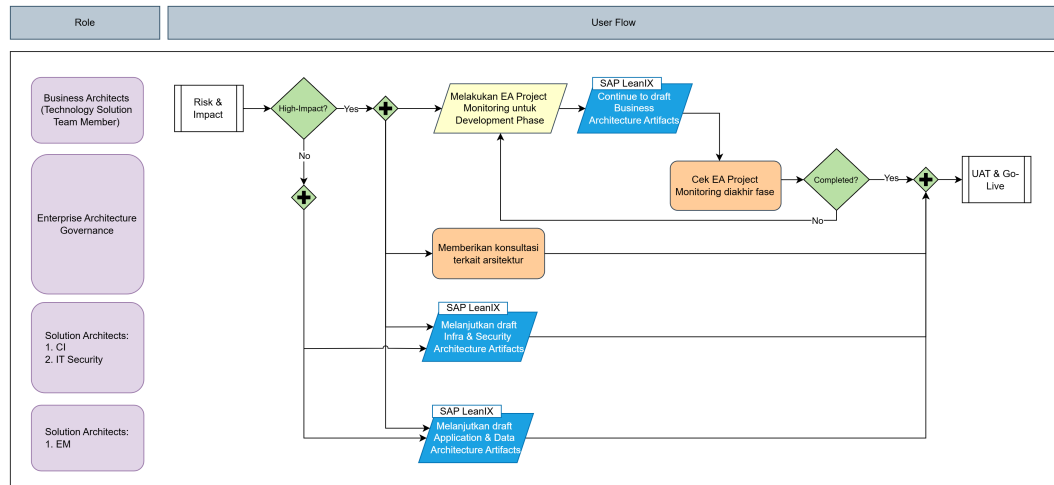 Role
User Flow
Business Architects
(Technology Solution
Team Member)
Risk &
Impact
High-Impact?
Yes
No
Melakukan EA Project
Monitoring untuk
Development Phase
SAP LeanIX
Continue to draft
Business
Architecture Artifacts
Enterprise Architecture
Governance
Cek EA Project
Monitoring diakhir fase
Completed?
Yes
No
UAT & Go-
Live
Memberikan konsultasi
terkait arsitektur
Solution Architects:
1. CI
2. IT Security
SAP LeanIX
Melanjutkan draft
Infra & Security
Architecture Artifacts
Solution Architects:
1. EM
SAP LeanIX
Melanjutkan draft
Application & Data
Architecture Artifacts